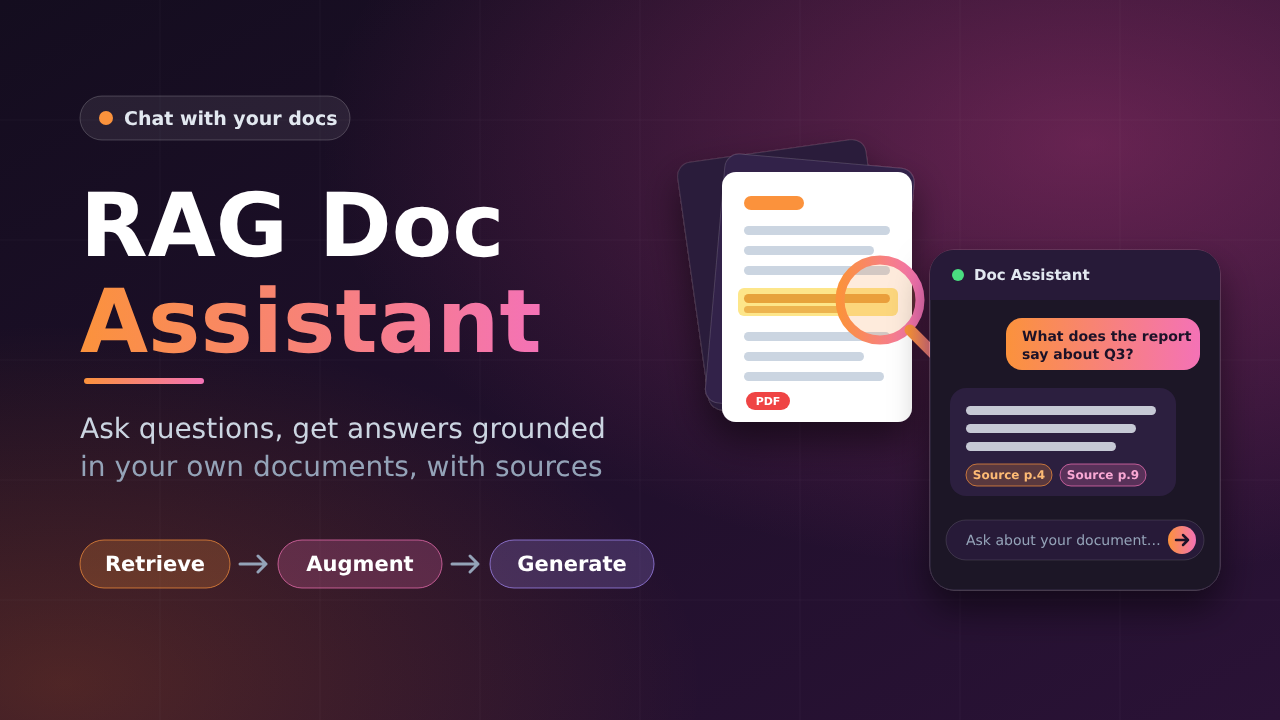 Chat with your docs
RAG Doc
Assistant
Ask questions, get answers grounded
in your own documents, with sources
Retrieve
Augment
Generate
PDF
Doc Assistant
What does the report
say about Q3?
Source p.4
Source p.9
Ask about your document...